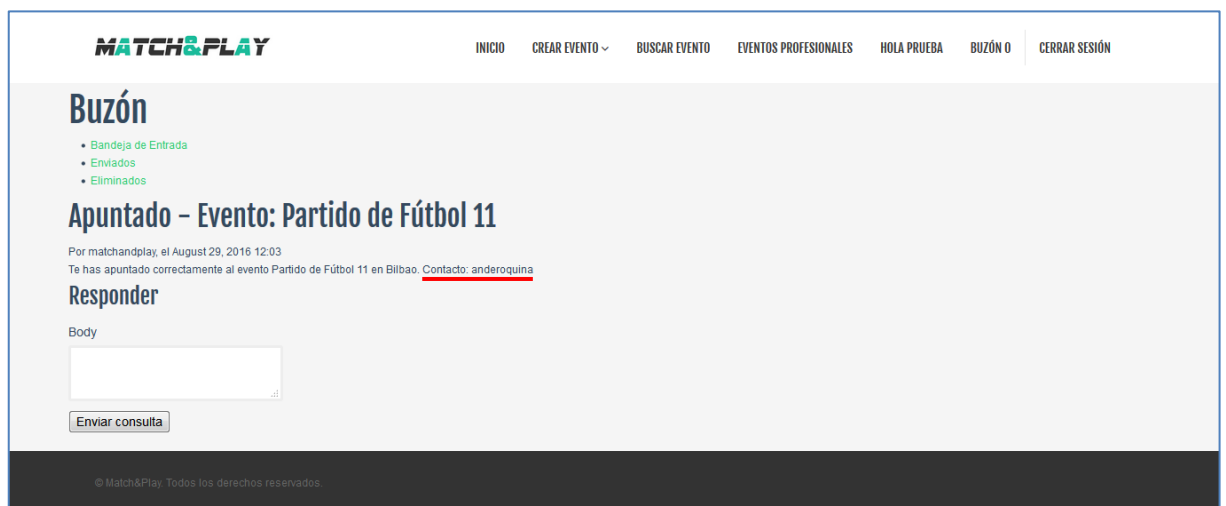 MATCH&PLAY
INICIO CREAR EVENTO BUSCAR EVENTO EVENTOS PROFESIONALES HOLA PRUEBA BUZÓN 0 CERRAR SESIÓN
Buzón
Bandeja de Entrada
Enviados
Eliminados
Apuntado - Evento: Partido de Fútbol 11
Por matchandplay, el August 29, 2016 12:03
Te has apuntado correctamente al evento Partido de Fútbol 11 en Bilbao. Contacto: anderoquina
Responder
Body
Enviar consulta
© Match&Play. Todos los derechos reservados.